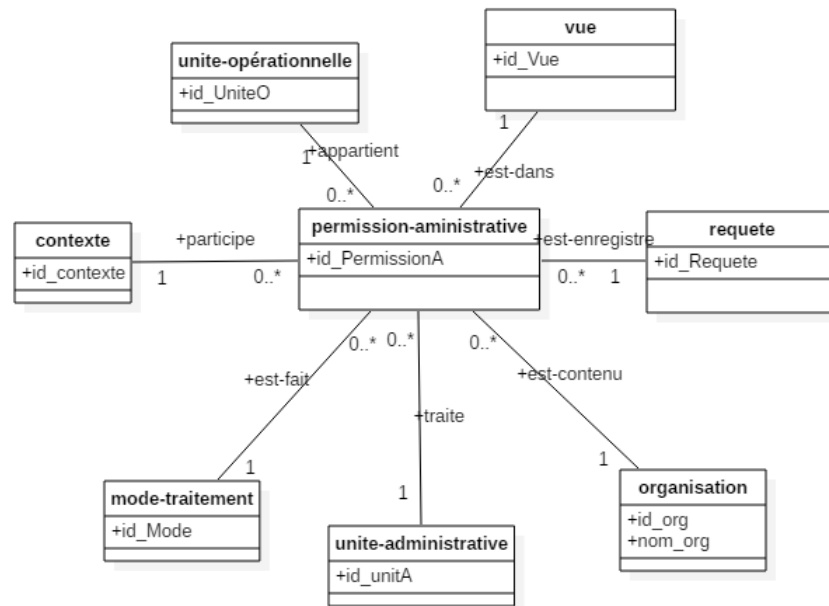 vue
+id_Vue
unite-opérationnelle
+id_UniteO
1
+appartient
0..*
1
+est-dans
0..*
contexte
+id_contexte
+participe
1
0..*
permission-aministrative
+id_PermissionA
+est-enregistre
0..*
1
requete
+id_Requete
0..*
0..*
0..*
+est-fait
+traite
+est-contenu
1
1
1
mode-traitement
+id_Mode
unite-administrative
+id_unitA
organisation
+id_org
+nom_org